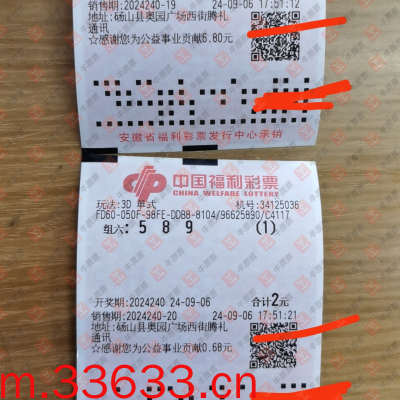 销售期:2024240-19 24-09-06 17:51:12
地址:砀山县奥园广场西街腾礼
通讯
☆感谢您为公益事业贡献6.80元
安徽省福利彩票发行中心承销
中国福利彩票
CHINA WELFARE LOTTERY
玩法:3D 单式 机号:34125036
FD60-050F-98FE-DDB8-8104/96625890/C4117
组六: 5 8 9 (1)
开奖期:2024240 24-09-06 合计2元
销售期:2024240-20 24-09-06 17:51:21
地址:砀山县奥园广场西街腾礼
通讯
☆感谢您为公益事业贡献0.68元
m.33633.cn